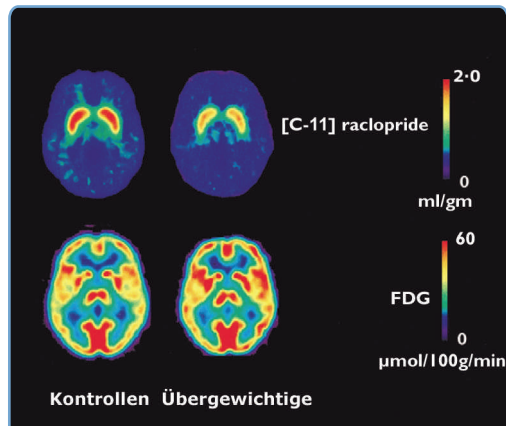 2·0
[C-11] raclopride
0
ml/gm
60
FDG
0
µmol/100g/min
Kontrollen Übergewichtige